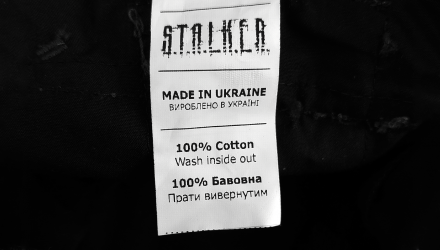 S.T.A.L.K.E.R.
MADE IN UKRAINE
ВИРОБЛЕНО В УКРАЇНІ
100% Cotton
Wash inside out
100% Бавовна
Прати вивернутим